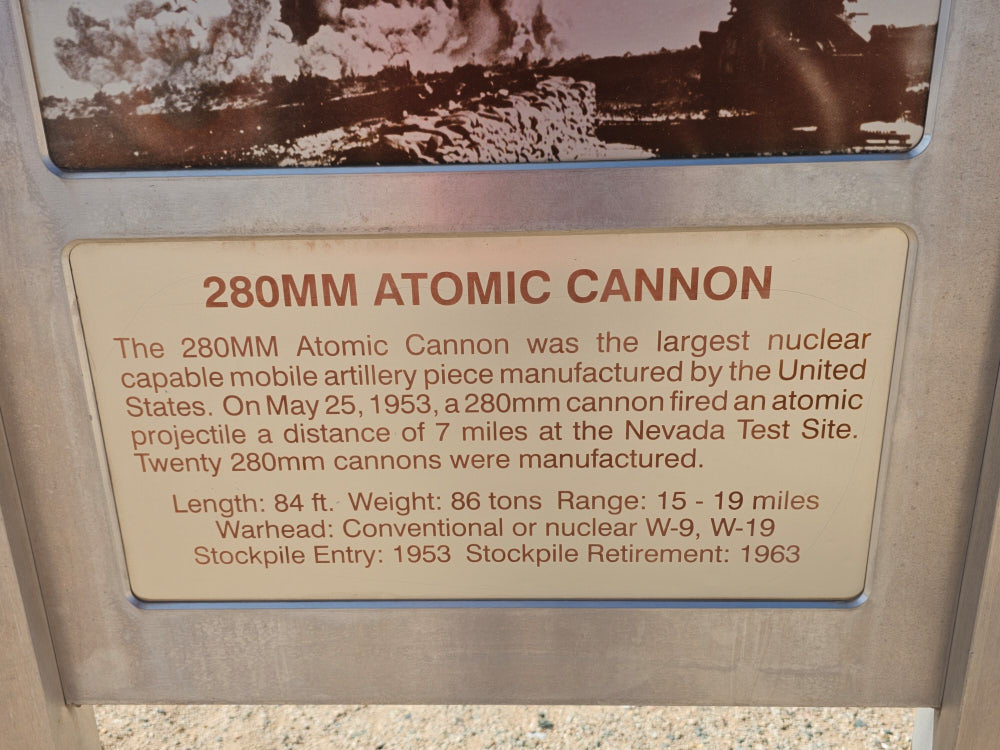 280MM ATOMIC CANNON
The 280MM Atomic Cannon was the largest nuclear
capable mobile artillery piece manufactured by the United
States. On May 25, 1953, a 280mm cannon fired an atomic
projectile a distance of 7 miles at the Nevada Test Site.
Twenty 280mm cannons were manufactured.
Length: 84 ft. Weight: 86 tons Range: 15 - 19 miles
Warhead: Conventional or nuclear W-9, W-19
Stockpile Entry: 1953 Stockpile Retirement: 1963